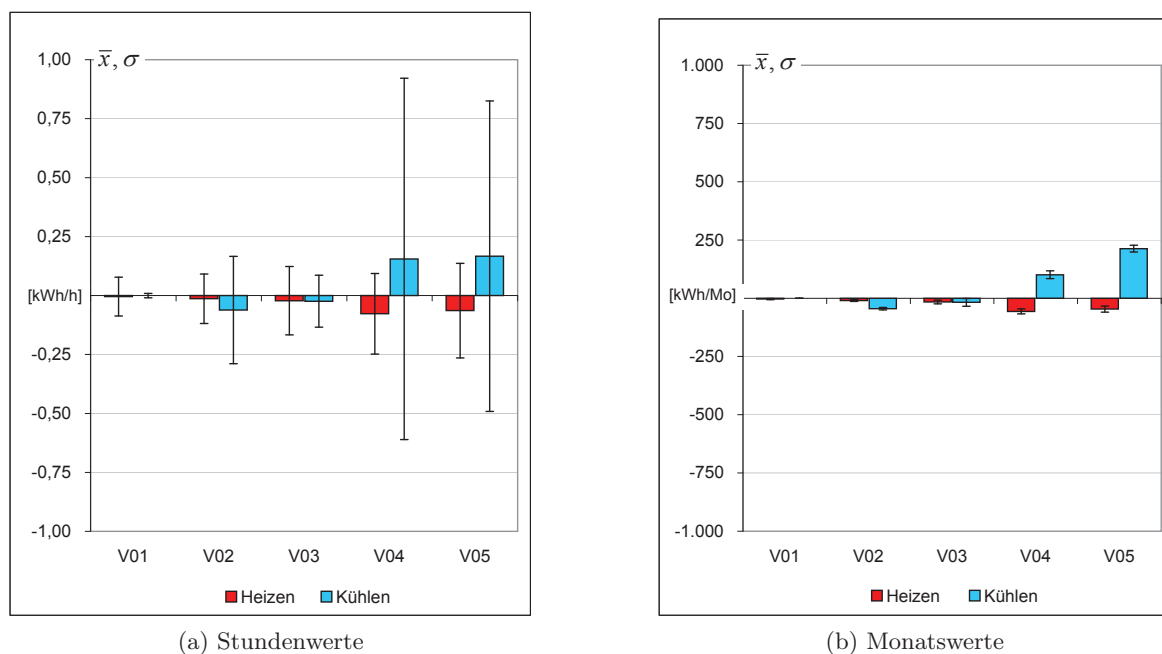 x̅, σ
1,00
0,75
0,50
0,25
[kWh/h]
-0,25
-0,50
-0,75
-1,00
V01 V02 V03 V04 V05
Heizen Kühlen
(a) Stundenwerte
x̅, σ
1.000
750
500
250
[kWh/Mo]
-250
-500
-750
-1.000
V01 V02 V03 V04 V05
Heizen Kühlen
(b) Monatswerte